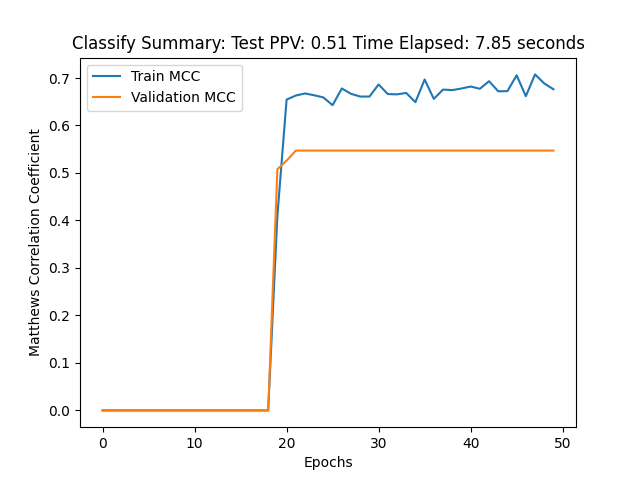 Classify Summary: Test PPV: 0.51 Time Elapsed: 7.85 seconds
Train MCC
Validation MCC
Matthews Correlation Coefficient
0.7
0.6
0.5
0.4
0.3
0.2
0.1
0.0
0 10 20 30 40 50
Epochs